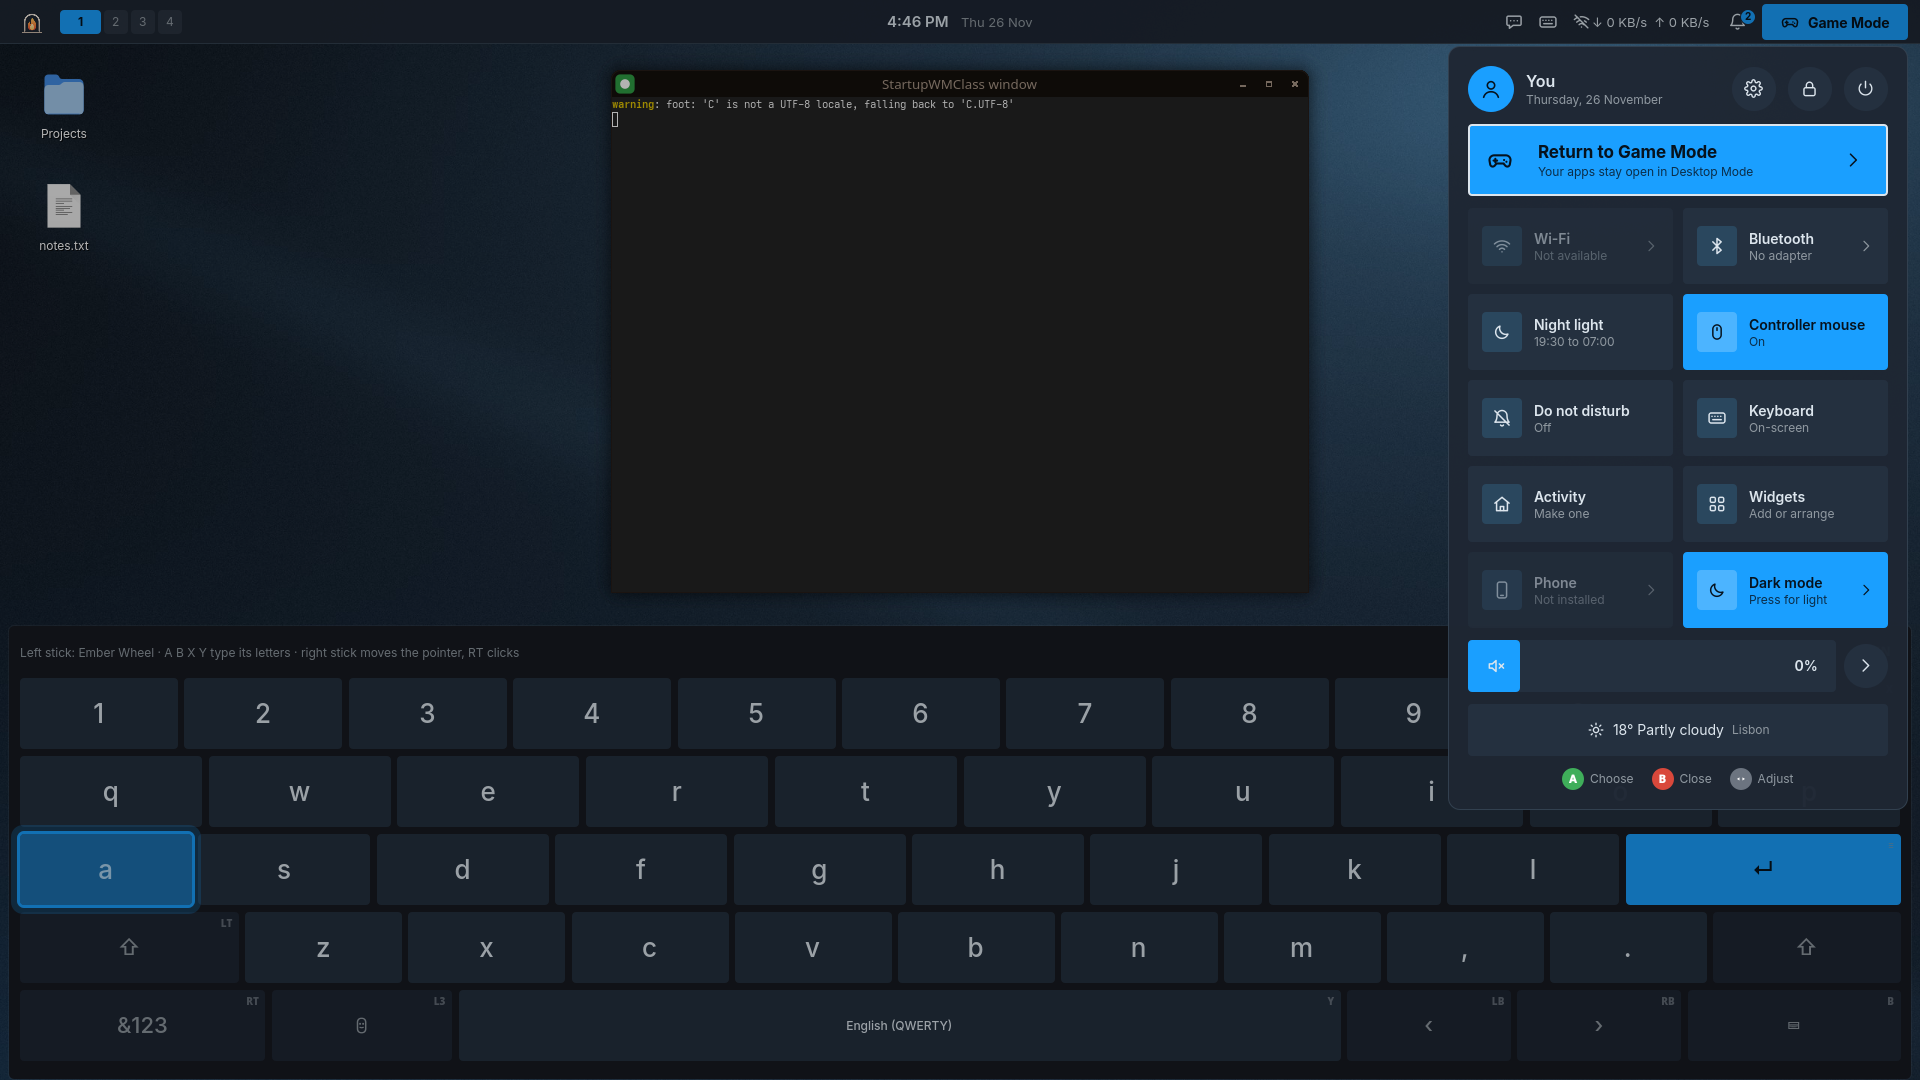 1 2 3 4
4:46 PM Thu 26 Nov
↓ 0 KB/s ↑ 0 KB/s
2
Game Mode
Projects
notes.txt
StartupWMClass window
warning: foot: 'C' is not a UTF-8 locale, falling back to 'C.UTF-8'
You
Thursday, 26 November
Return to Game Mode
Your apps stay open in Desktop Mode
Wi-Fi
Not available
Bluetooth
No adapter
Night light
19:30 to 07:00
Controller mouse
On
Do not disturb
Off
Keyboard
On-screen
Activity
Make one
Widgets
Add or arrange
Phone
Not installed
Dark mode
Press for light
0%
18° Partly cloudy Lisbon
A Choose B Close Adjust
Left stick: Ember Wheel · A B X Y type its letters · right stick moves the pointer, RT clicks
1 2 3 4 5 6 7 8 9
q w e r t y u i o p
a s d f g h j k l
LT
z x c v b n m , .
&123 RT L3 English (QWERTY) Y ‹ LB › RB B